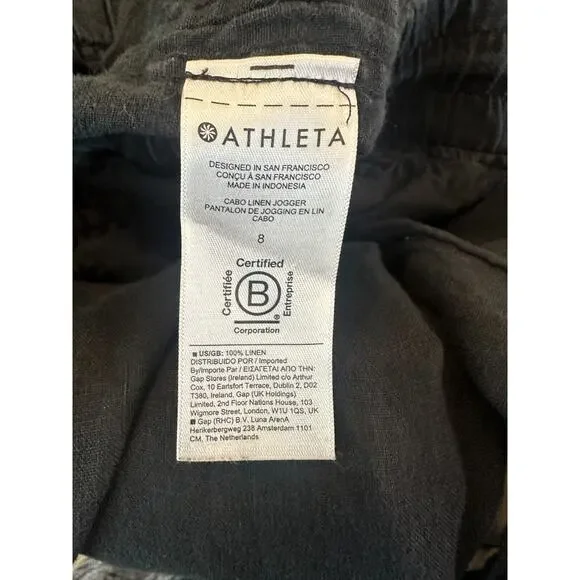 ATHLETA
DESIGNED IN SAN FRANCISCO
CONÇU À SAN FRANCISCO
MADE IN INDONESIA
CABO LINEN JOGGER
PANTALON DE JOGGING EN LIN
CABO
8
Certified
Certifiée
B
Entreprise
®
Corporation
■ US/GB: 100% LINEN
DISTRIBUIDO POR / Imported
By/Importe Par / ΕΙΣΑΓΕΤΑΙ ΑΠΟ ΤΗΝ:
Gap Stores (Ireland) Limited c/o Arthur
Cox, 10 Earlsfort Terrace, Dublin 2, D02
T380, Ireland, Gap (UK Holdings)
Limited, 2nd Floor Nations House, 103
Wigmore Street, London, W1U 1QS, UK
■ Gap (RHC) B.V. Luna ArenA
Herikerbergweg 238 Amsterdam 1101
CM, The Netherlands